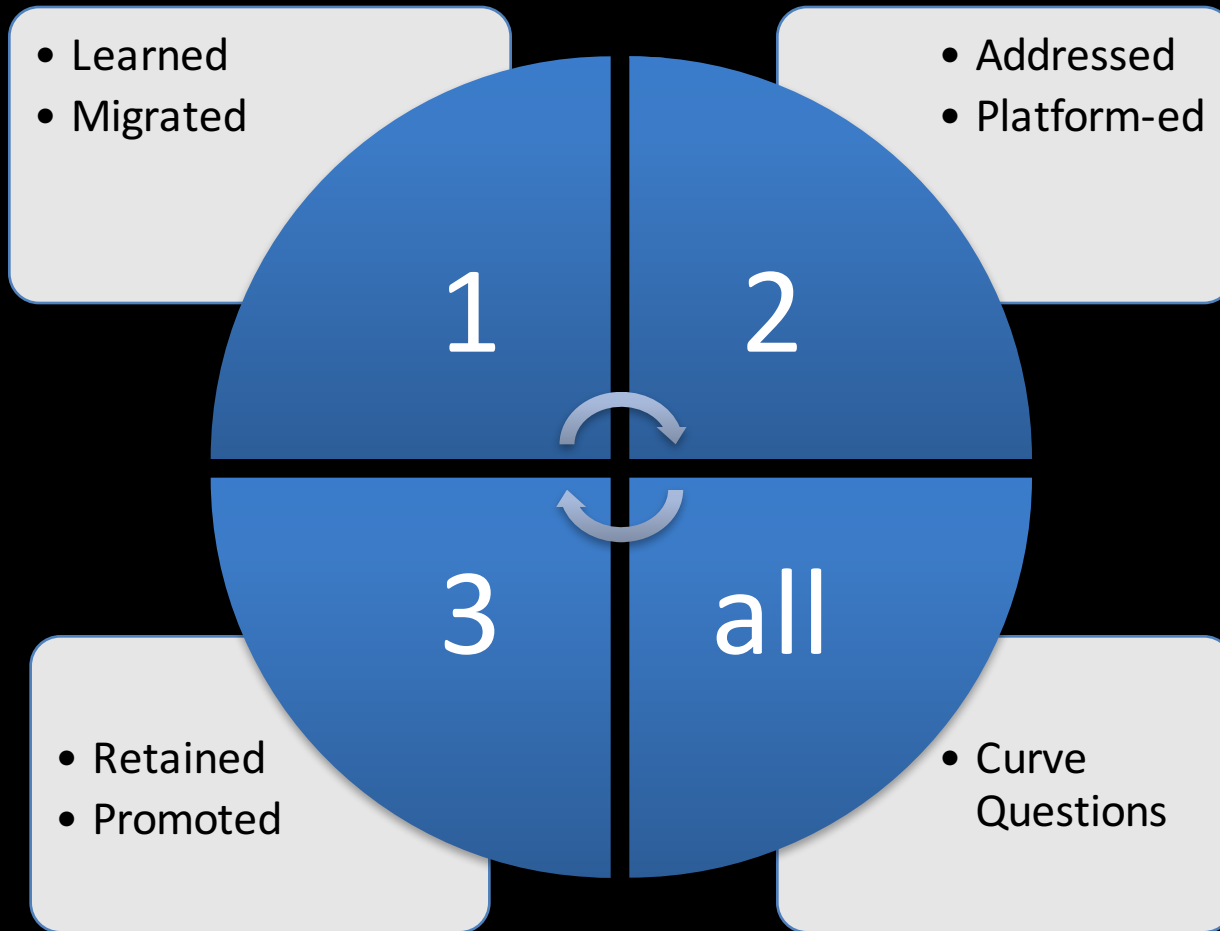 • Learned
• Migrated
• Addressed
• Platform-ed
1
2
3
all
• Retained
• Promoted
• Curve
Questions